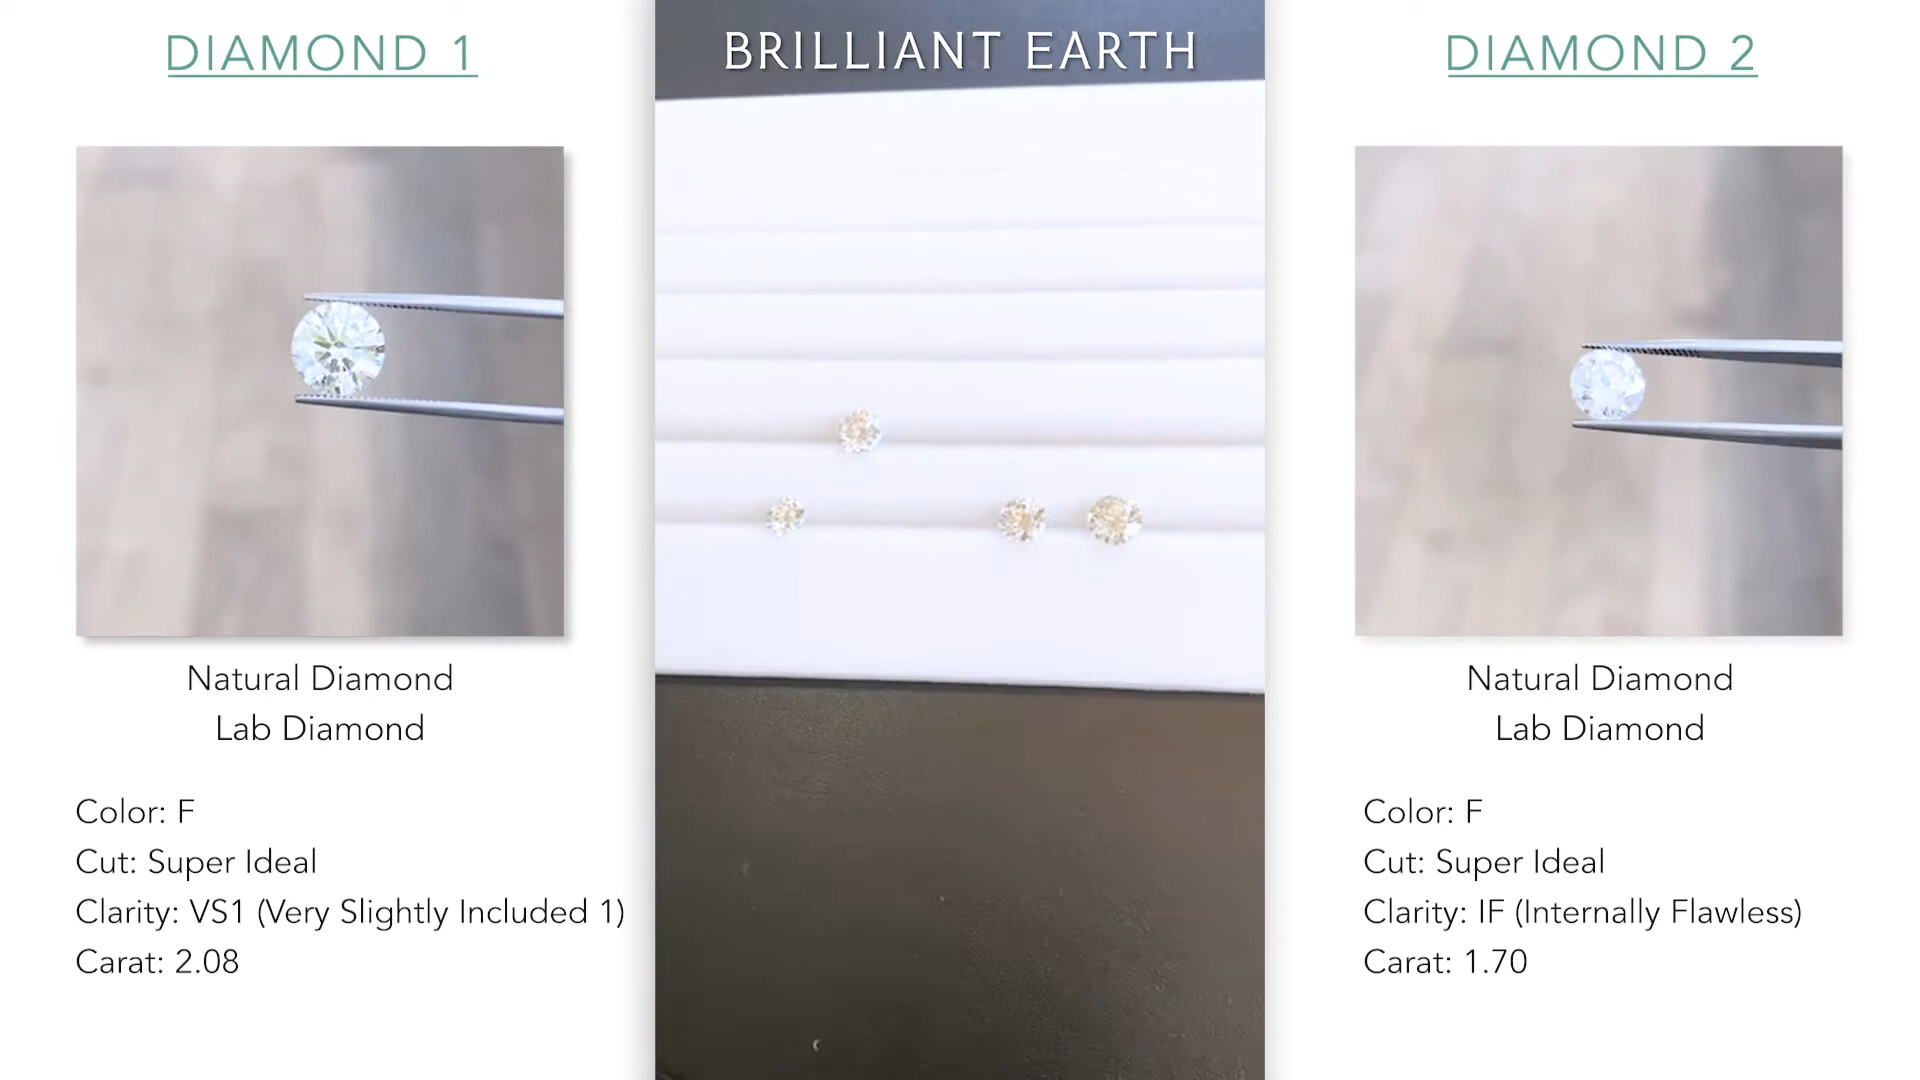 DIAMOND 1
Natural Diamond
Lab Diamond
Color: F
Cut: Super Ideal
Clarity: VS1 (Very Slightly Included 1)
Carat: 2.08
BRILLIANT EARTH
DIAMOND 2
Natural Diamond
Lab Diamond
Color: F
Cut: Super Ideal
Clarity: IF (Internally Flawless)
Carat: 1.70